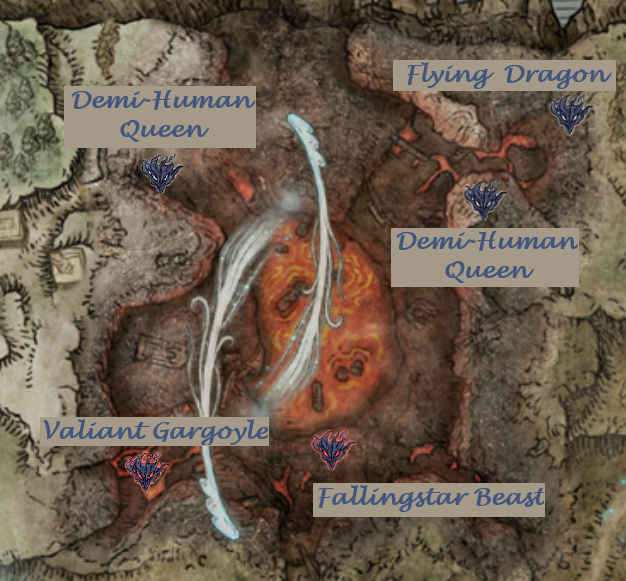 Flying Dragon
Demi-Human
Queen
Demi-Human
Queen
Valiant Gargoyle
Fallingstar Beast